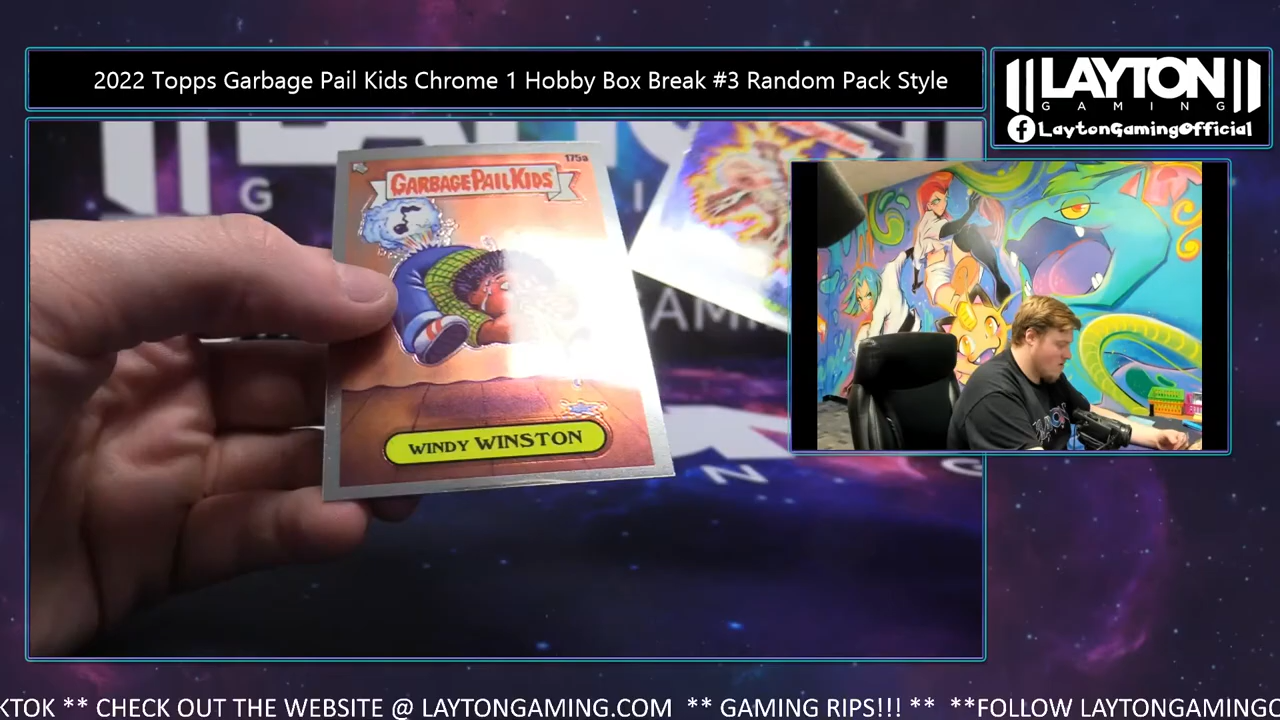 2022 Topps Garbage Pail Kids Chrome 1 Hobby Box Break #3 Random Pack Style
LAYTON
GAMING
LaytonGamingOfficial
175a
GARBAGE PAIL KIDS
WINDY WINSTON
KTOK ** CHECK OUT THE WEBSITE @ LAYTONGAMING.COM ** GAMING RIPS!!! ** **FOLLOW LAYTONGAMINGO